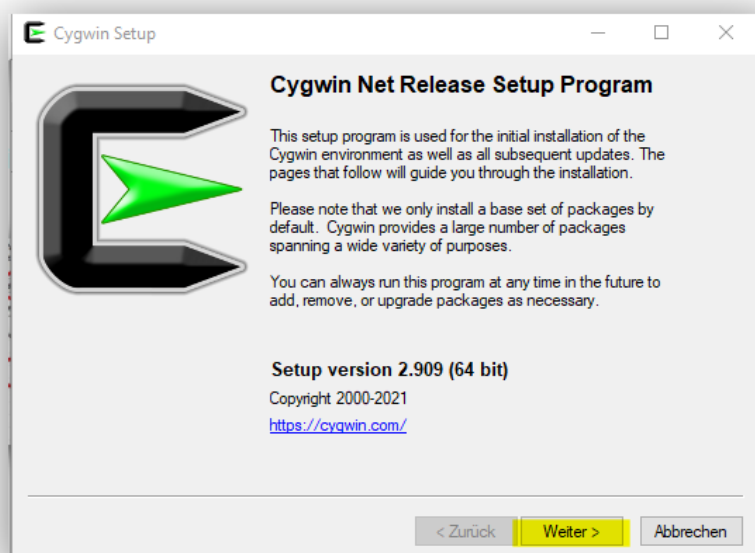 Cygwin Setup
Cygwin Net Release Setup Program
This setup program is used for the initial installation of the
Cygwin environment as well as all subsequent updates. The
pages that follow will guide you through the installation.
Please note that we only install a base set of packages by
default. Cygwin provides a large number of packages
spanning a wide variety of purposes.
You can always run this program at any time in the future to
add, remove, or upgrade packages as necessary.
Setup version 2.909 (64 bit)
Copyright 2000-2021
https://cygwin.com/
< Zurück Weiter > Abbrechen